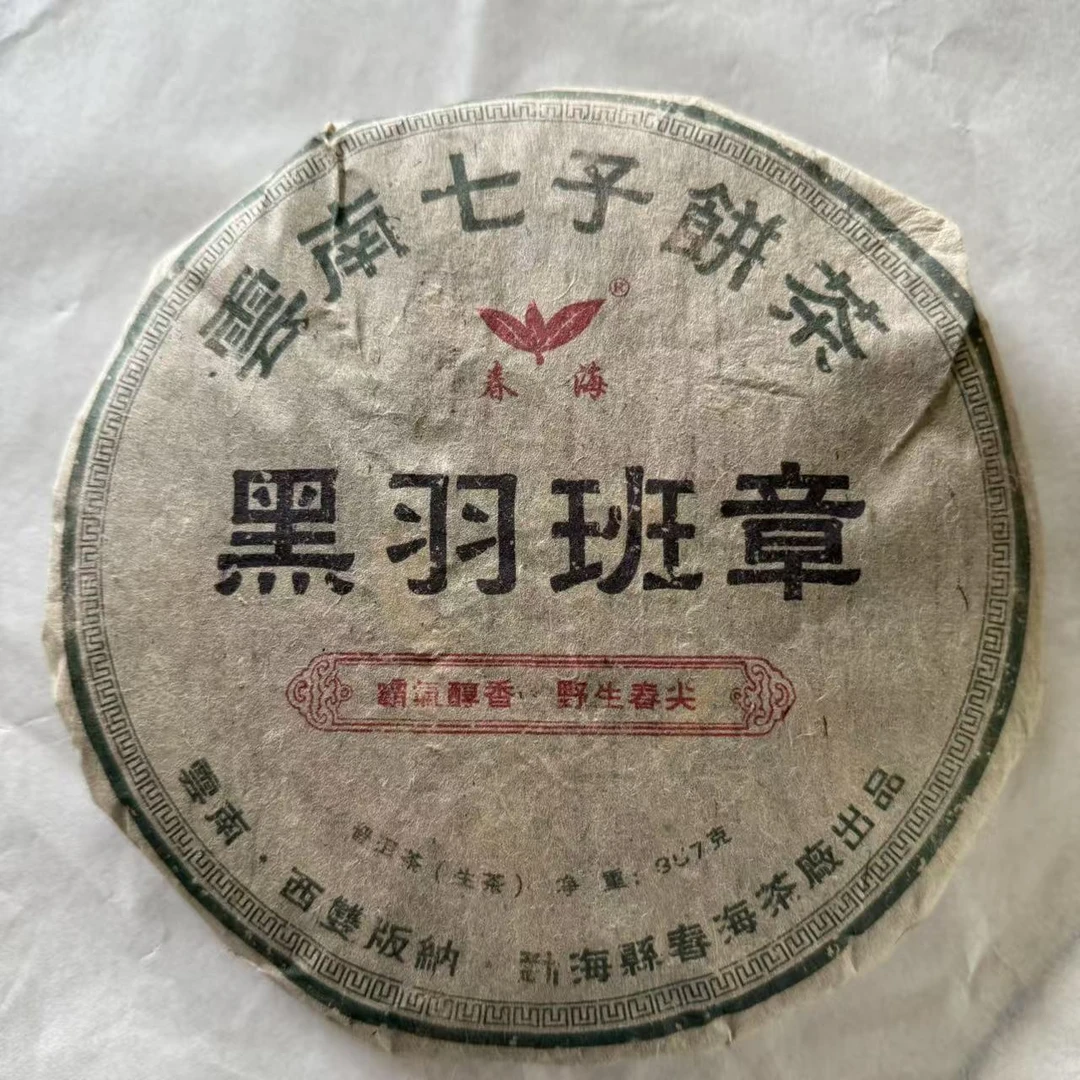 雲南七子餅茶
®
春海
黑羽班章
霸氣醇香·野生春尖
普洱茶(生茶) 净重:357克
雲南·西雙版納·勐海縣春海茶廠出品